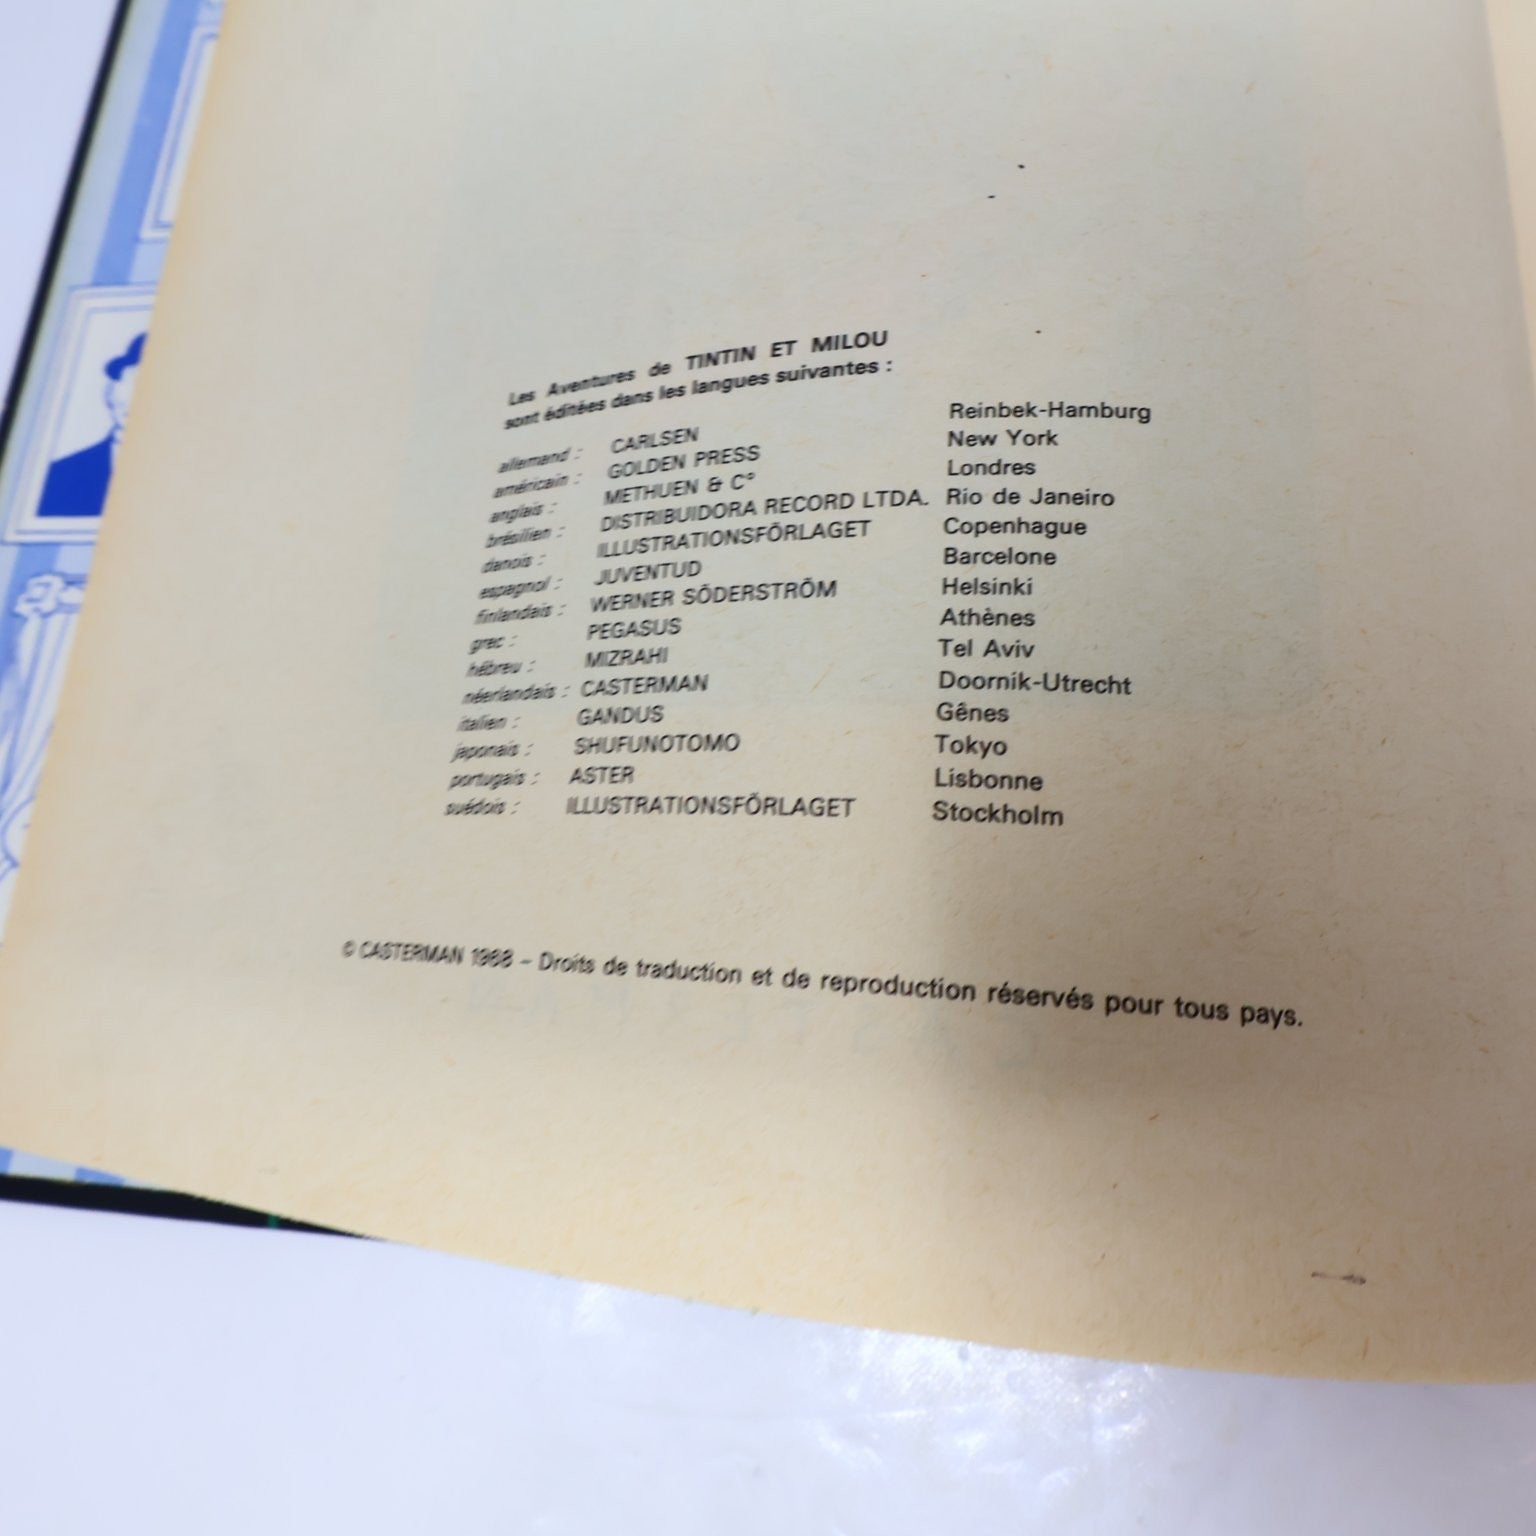 Les Aventures de TINTIN ET MILOU
sont éditées dans les langues suivantes :
allemand : CARLSEN Reinbek-Hamburg
américain : GOLDEN PRESS New York
anglais : METHUEN & C° Londres
brésilien : DISTRIBUIDORA RECORD LTDA. Rio de Janeiro
danois : ILLUSTRATIONSFÖRLAGET Copenhague
espagnol : JUVENTUD Barcelone
finlandais : WERNER SÖDERSTRÖM Helsinki
grec : PEGASUS Athènes
hébreu : MIZRAHI Tel Aviv
néerlandais : CASTERMAN Doornik-Utrecht
italien : GANDUS Gênes
japonais : SHUFUNOTOMO Tokyo
portugais : ASTER Lisbonne
suédois : ILLUSTRATIONSFÖRLAGET Stockholm
© CASTERMAN 1968 – Droits de traduction et de reproduction réservés pour tous pays.